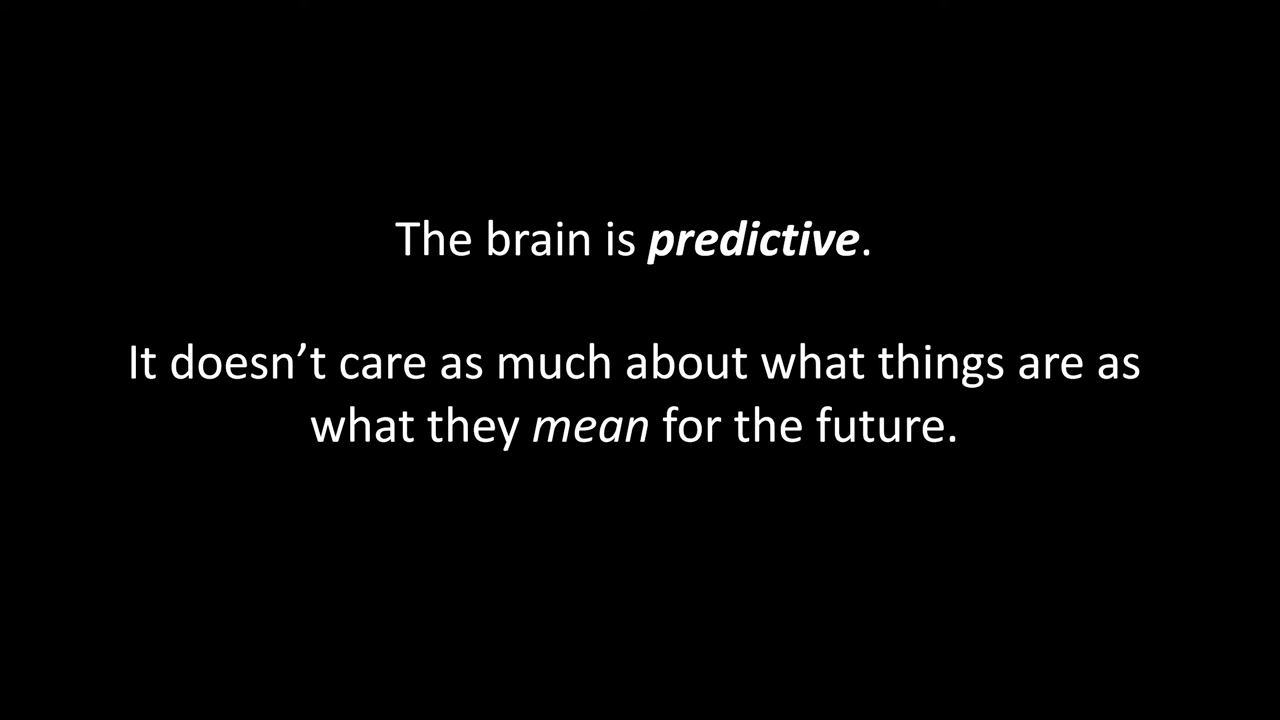 The brain is predictive.
It doesn’t care as much about what things are as
what they mean for the future.